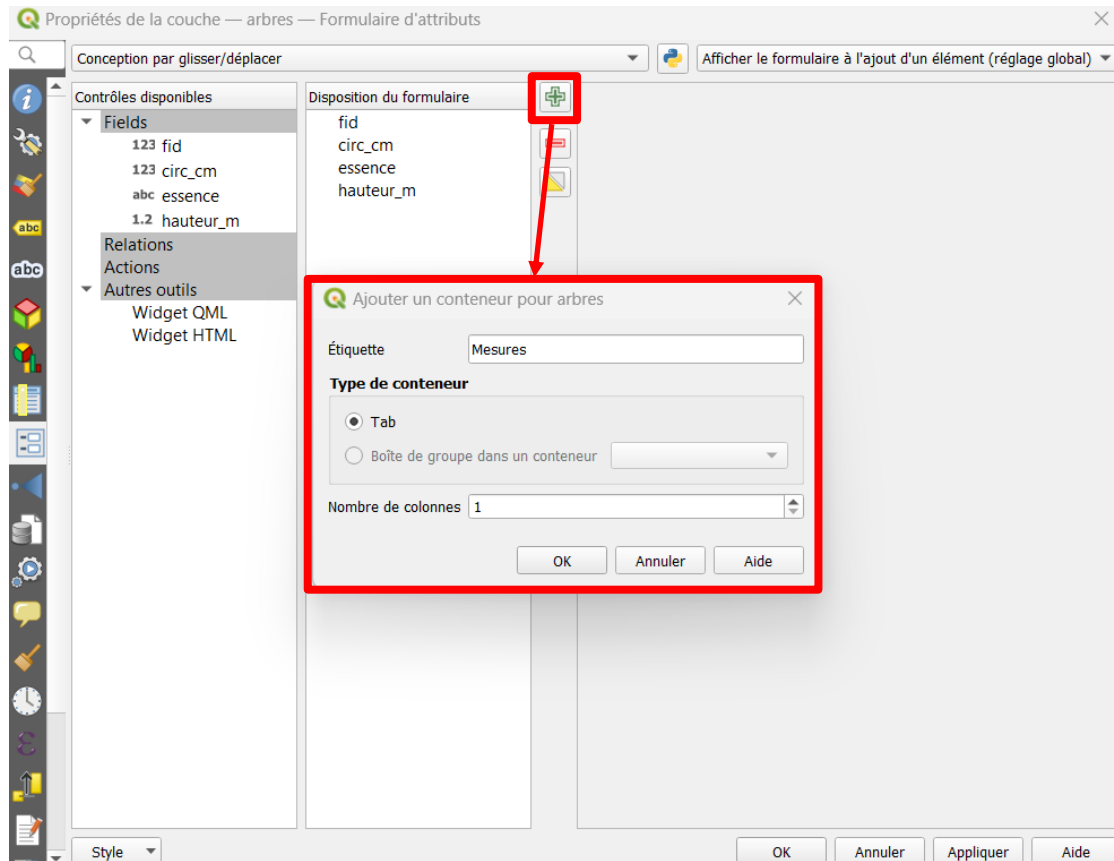 Propriétés de la couche — arbres — Formulaire d'attributs
Conception par glisser/déplacer
Afficher le formulaire à l'ajout d'un élément (réglage global)
Contrôles disponibles
Fields
123 fid
123 circ_cm
abc essence
1.2 hauteur_m
Relations
Actions
Autres outils
Widget QML
Widget HTML
Disposition du formulaire
fid
circ_cm
essence
hauteur_m
abc
abc
Ajouter un conteneur pour arbres
Étiquette Mesures
Type de conteneur
Tab
Boîte de groupe dans un conteneur
Nombre de colonnes 1
OK Annuler Aide
Style
OK Annuler Appliquer Aide